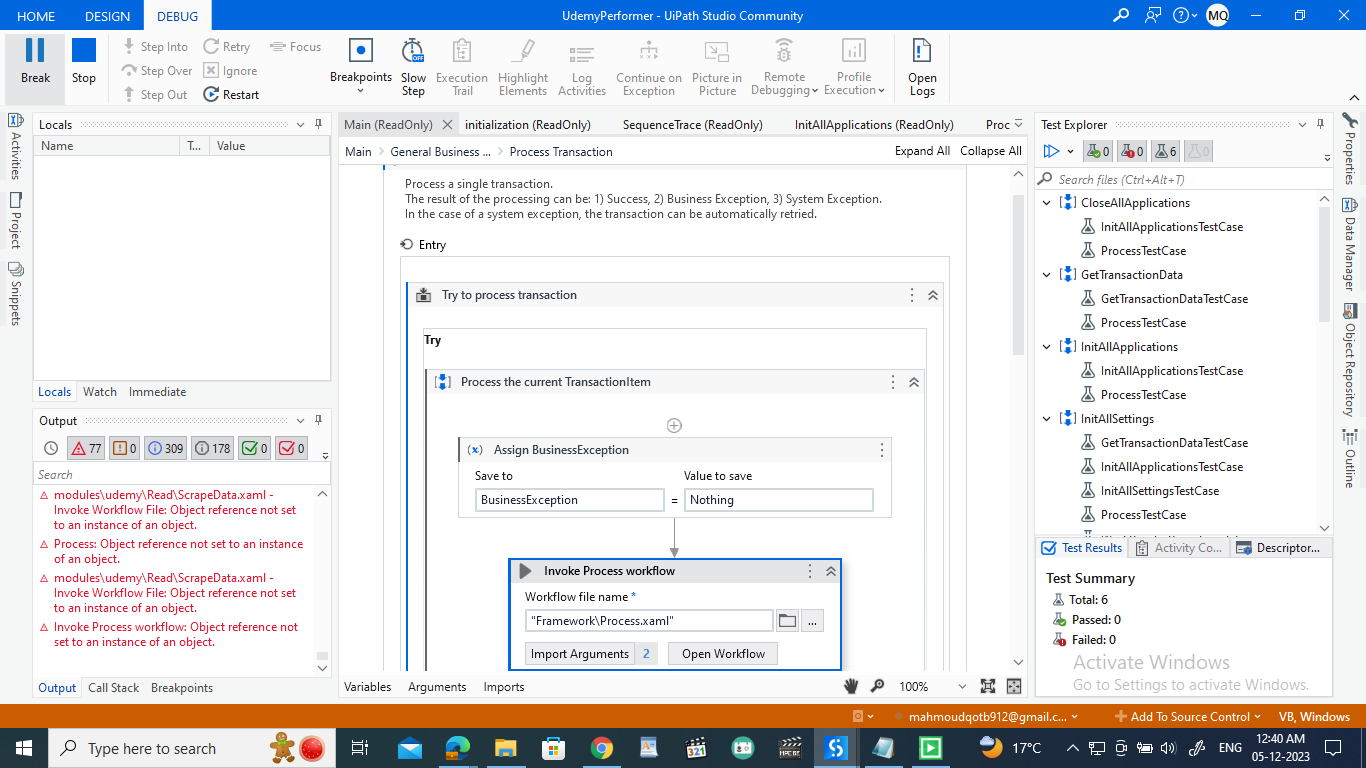 HOME DESIGN DEBUG
UdemyPerformer - UiPath Studio Community
MQ
Break
Stop
Step Into
Step Over
Step Out
Retry
Ignore
Restart
Focus
Breakpoints
Slow Step
Execution Trail
Highlight Elements
Log Activities
Continue on Exception
Picture in Picture
Remote Debugging
Profile Execution
Open Logs
Activities
Project
Snippets
Locals
Name T... Value
Locals Watch Immediate
Output
77 0 309 178 0 0
Search
modules\udemy\Read\ScrapeData.xaml -
Invoke Workflow File: Object reference not set
to an instance of an object.
Process: Object reference not set to an instance
of an object.
modules\udemy\Read\ScrapeData.xaml -
Invoke Workflow File: Object reference not set
to an instance of an object.
Invoke Process workflow: Object reference not
set to an instance of an object.
Output Call Stack Breakpoints
Main (ReadOnly) initialization (ReadOnly) SequenceTrace (ReadOnly) InitAllApplications (ReadOnly) Proc
Main General Business ... Process Transaction
Expand All Collapse All
Process a single transaction.
The result of the processing can be: 1) Success, 2) Business Exception, 3) System Exception.
In the case of a system exception, the transaction can be automatically retried.
Entry
Try to process transaction
Try
Process the current TransactionItem
(x) Assign BusinessException
Save to Value to save
BusinessException = Nothing
Invoke Process workflow
Workflow file name *
"Framework\Process.xaml"
...
Import Arguments 2 Open Workflow
Variables Arguments Imports
100%
Test Explorer
0 0 6 0
Search files (Ctrl+Alt+T)
CloseAllApplications
InitAllApplicationsTestCase
ProcessTestCase
GetTransactionData
GetTransactionDataTestCase
ProcessTestCase
InitAllApplications
InitAllApplicationsTestCase
ProcessTestCase
InitAllSettings
GetTransactionDataTestCase
InitAllApplicationsTestCase
InitAllSettingsTestCase
ProcessTestCase
Test Results Activity Co... Descriptor...
Test Summary
Total: 6
Passed: 0
Failed: 0
Activate Windows
Go to Settings to activate Windows.
Properties
Data Manager
Object Repository
Outline
mahmoudqotb912@gmail.c...
Add To Source Control
VB, Windows
Type here to search
321
17°C
ENG
12:40 AM
05-12-2023